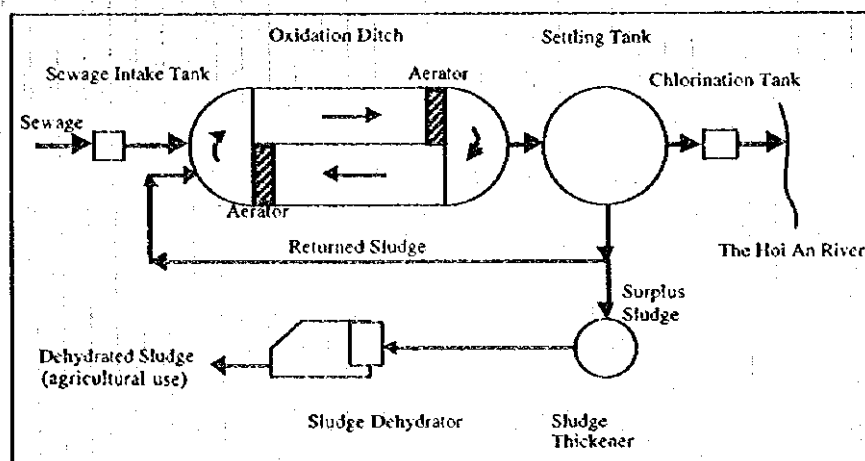 Oxidation Ditch
Settling Tank
Sewage Intake Tank
Aerator
Chlorination Tank
Sewage
Aerator
Returned Sludge
The Hoi An River
Surplus
Sludge
Dehydrated Sludge
(agricultural use)
Sludge Dehydrator
Sludge
Thickener